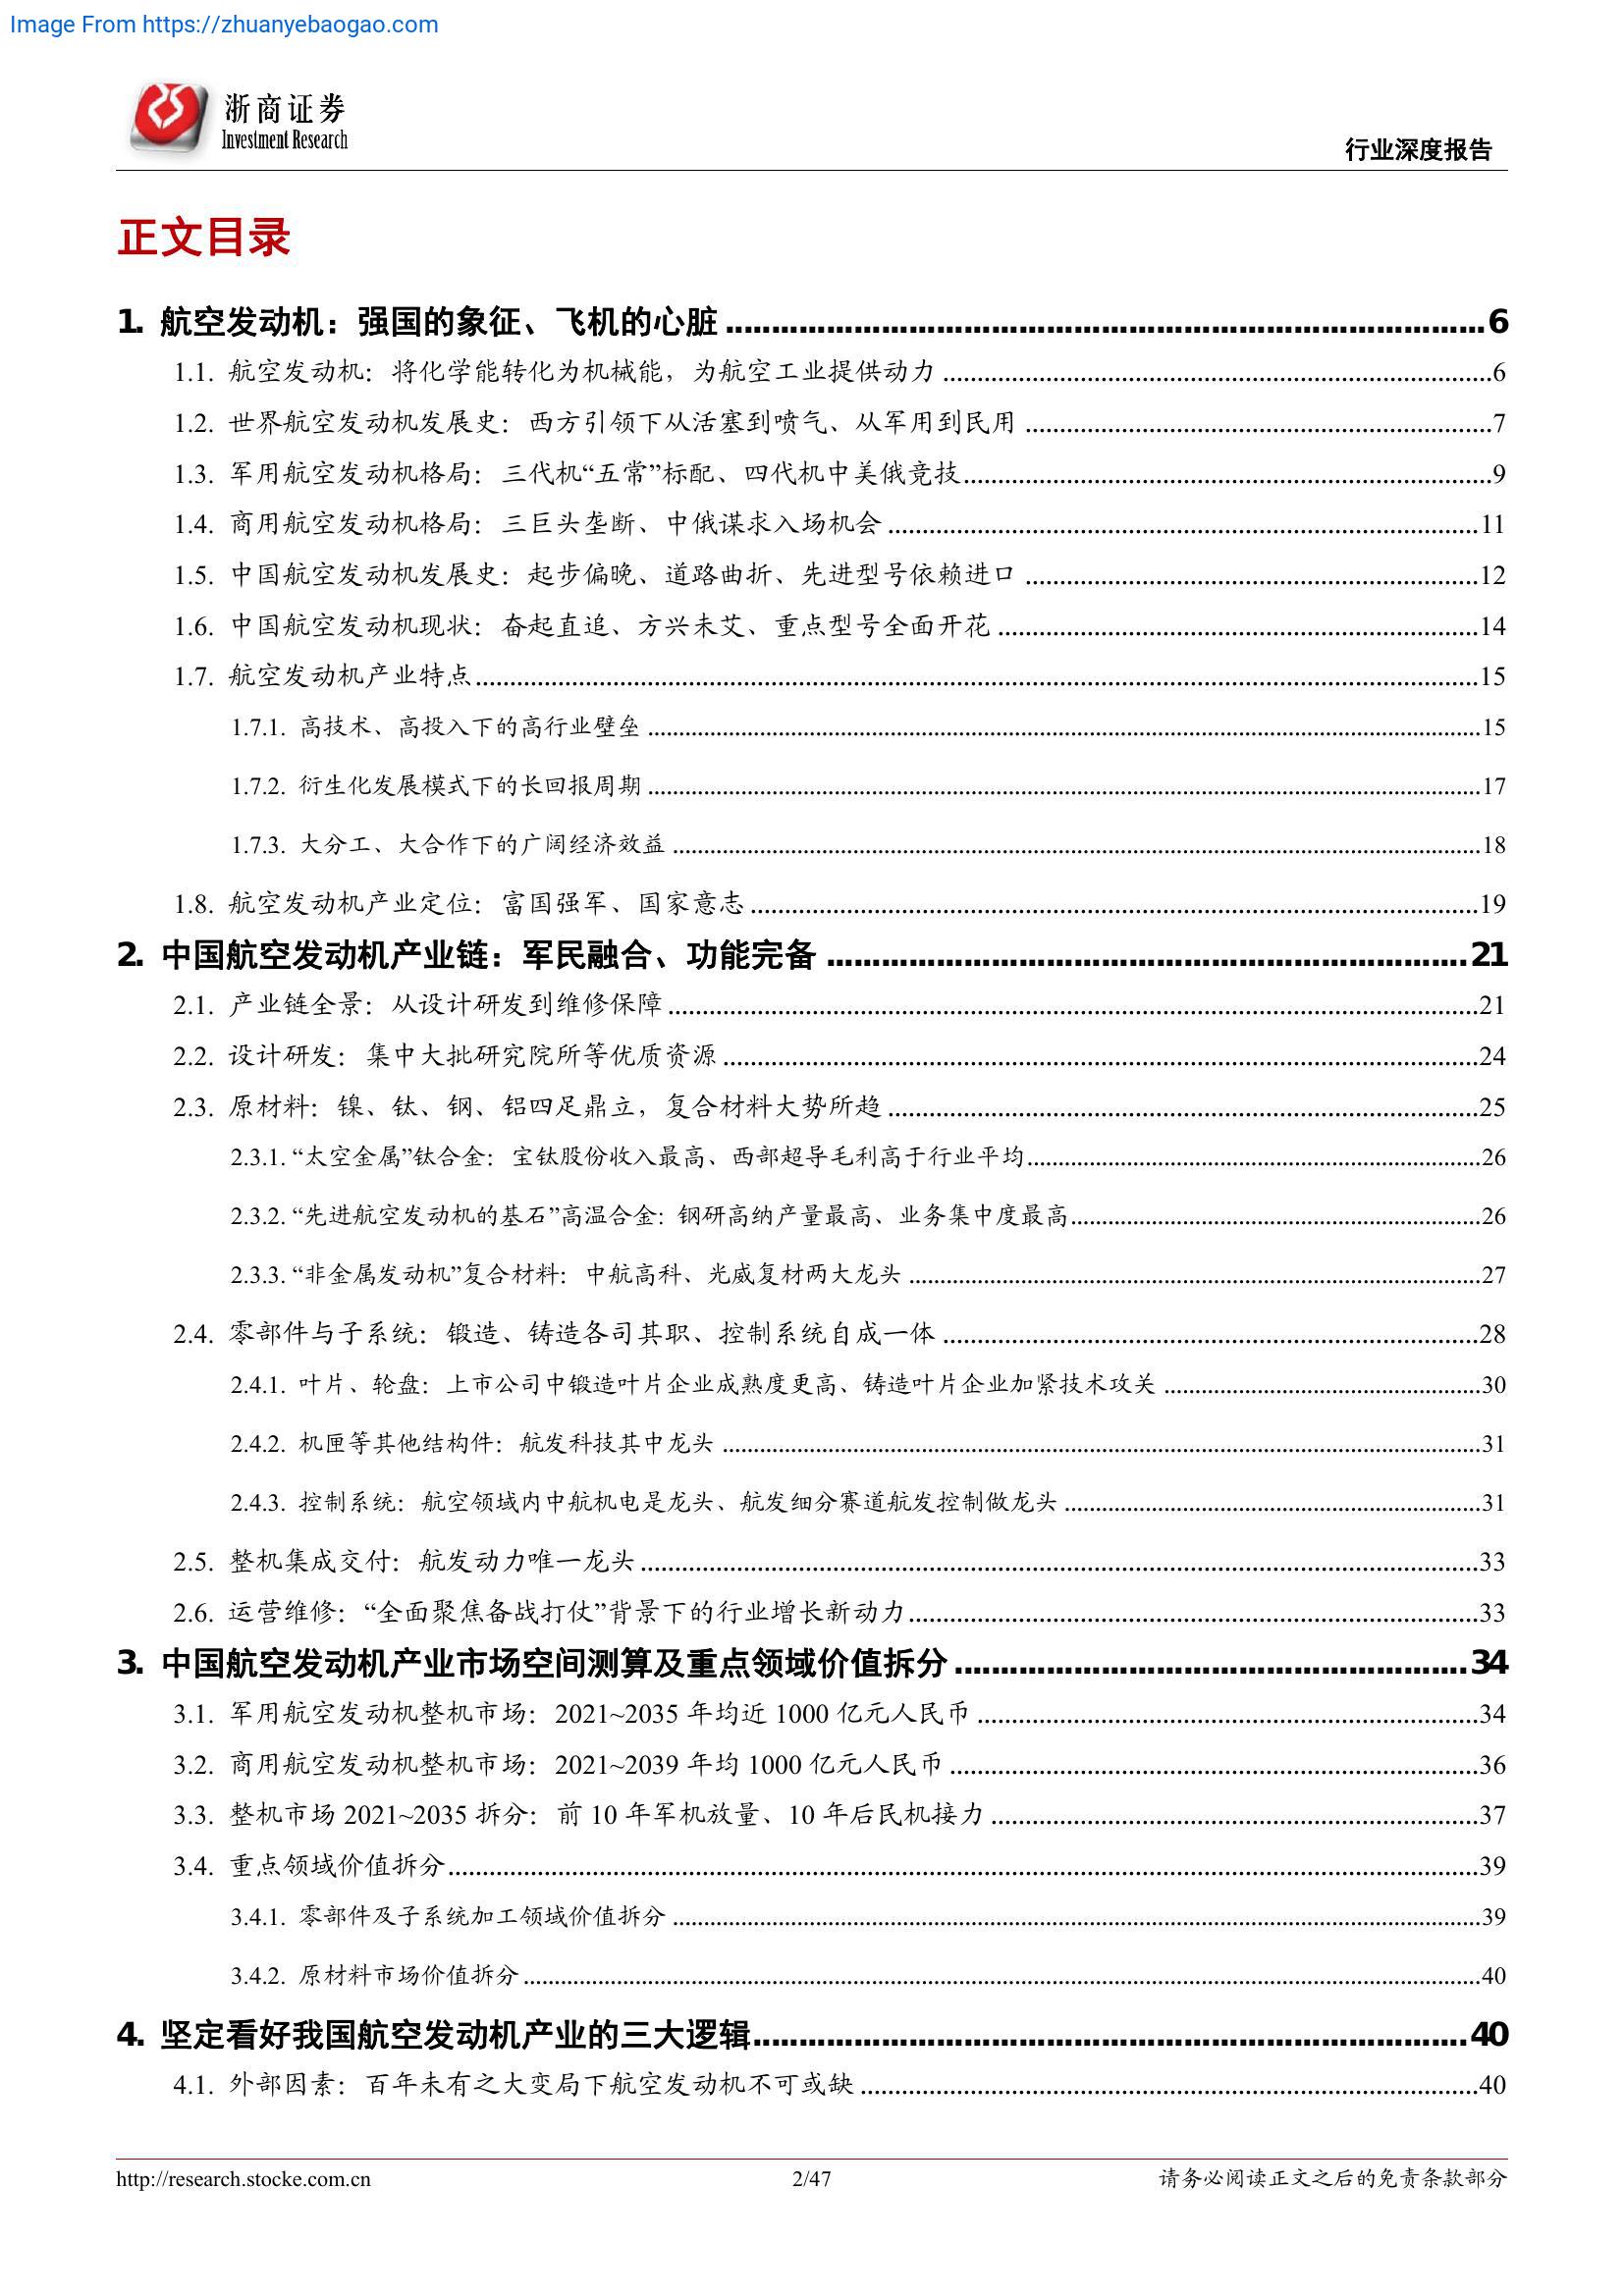 Image From https://zhuanyebaogao.com
浙商证券
Investment Research
行业深度报告
正文目录
1. 航空发动机：强国的象征、飞机的心脏 ........ 6
1.1. 航空发动机：将化学能转化为机械能，为航空工业提供动力 ........ 6
1.2. 世界航空发动机发展史：西方引领下从活塞到喷气、从军用到民用 ........ 7
1.3. 军用航空发动机格局：三代机“五常”标配、四代机中美俄竞技 ........ 9
1.4. 商用航空发动机格局：三巨头垄断、中俄谋求入场机会 ........ 11
1.5. 中国航空发动机发展史：起步偏晚、道路曲折、先进型号依赖进口 ........ 12
1.6. 中国航空发动机现状：奋起直追、方兴未艾、重点型号全面开花 ........ 14
1.7. 航空发动机产业特点 ........ 15
1.7.1. 高技术、高投入下的高行业壁垒 ........ 15
1.7.2. 衍生化发展模式下的长回报周期 ........ 17
1.7.3. 大分工、大合作下的广阔经济效益 ........ 18
1.8. 航空发动机产业定位：富国强军、国家意志 ........ 19
2. 中国航空发动机产业链：军民融合、功能完备 ........ 21
2.1. 产业链全景：从设计研发到维修保障 ........ 21
2.2. 设计研发：集中大批研究院所等优质资源 ........ 24
2.3. 原材料：镍、钛、钢、铝四足鼎立，复合材料大势所趋 ........ 25
2.3.1. “太空金属”钛合金：宝钛股份收入最高、西部超导毛利高于行业平均 ........ 26
2.3.2. “先进航空发动机的基石”高温合金：钢研高纳产量最高、业务集中度最高 ........ 26
2.3.3. “非金属发动机”复合材料：中航高科、光威复材两大龙头 ........ 27
2.4. 零部件与子系统：锻造、铸造各司其职、控制系统自成一体 ........ 28
2.4.1. 叶片、轮盘：上市公司中锻造叶片企业成熟度更高、铸造叶片企业加紧技术攻关 ........ 30
2.4.2. 机匣等其他结构件：航发科技其中龙头 ........ 31
2.4.3. 控制系统：航空领域内中航机电是龙头、航发细分赛道航发控制做龙头 ........ 31
2.5. 整机集成交付：航发动力唯一龙头 ........ 33
2.6. 运营维修：“全面聚焦备战打仗”背景下的行业增长新动力 ........ 33
3. 中国航空发动机产业市场空间测算及重点领域价值拆分 ........ 34
3.1. 军用航空发动机整机市场：2021~2035 年均近 1000 亿元人民币 ........ 34
3.2. 商用航空发动机整机市场：2021~2039 年均 1000 亿元人民币 ........ 36
3.3. 整机市场 2021~2035 拆分：前 10 年军机放量、10 年后民机接力 ........ 37
3.4. 重点领域价值拆分 ........ 39
3.4.1. 零部件及子系统加工领域价值拆分 ........ 39
3.4.2. 原材料市场价值拆分 ........ 40
4. 坚定看好我国航空发动机产业的三大逻辑 ........ 40
4.1. 外部因素：百年未有之大变局下航空发动机不可或缺 ........ 40
http://research.stocke.com.cn 2/47 请务必阅读正文之后的免责条款部分